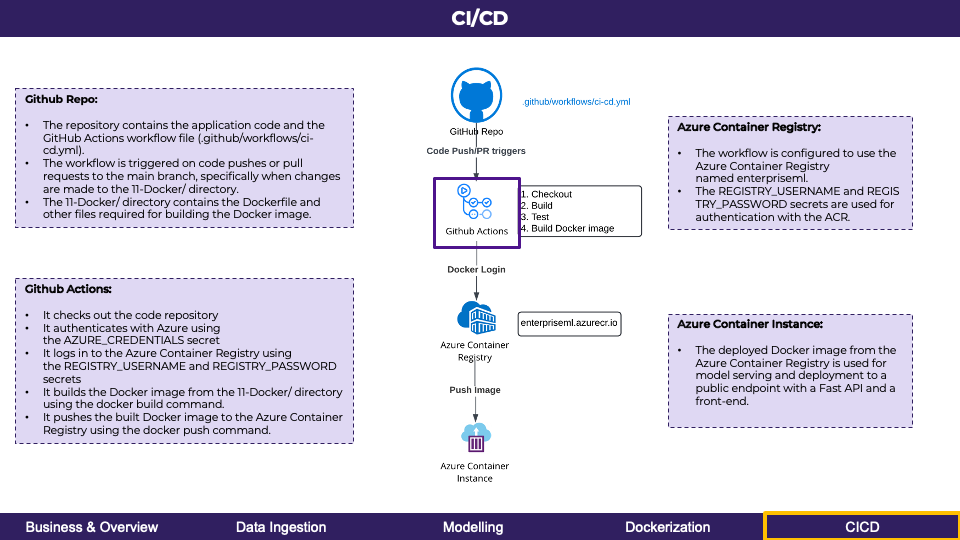 CI/CD
Github Repo:
• The repository contains the application code and the
GitHub Actions workflow file (.github/workflows/ci-
cd.yml).
• The workflow is triggered on code pushes or pull
requests to the main branch, specifically when changes
are made to the 11-Docker/ directory.
• The 11-Docker/ directory contains the Dockerfile and
other files required for building the Docker image.
Github Actions:
• It checks out the code repository
• It authenticates with Azure using
the AZURE_CREDENTIALS secret
• It logs in to the Azure Container Registry using
the REGISTRY_USERNAME and REGISTRY_PASSWORD
secrets
• It builds the Docker image from the 11-Docker/ directory
using the docker build command.
• It pushes the built Docker image to the Azure Container
Registry using the docker push command.
.github/workflows/ci-cd.yml
GitHub Repo
Code Push/PR triggers
1. Checkout
2. Build
3. Test
4. Build Docker image
Github Actions
Docker Login
enterpriseml.azurecr.io
Azure Container
Registry
Push Image
Azure Container
Instance
Azure Container Registry:
• The workflow is configured to use the
Azure Container Registry
named enterpriseml.
• The REGISTRY_USERNAME and REGIS
TRY_PASSWORD secrets are used for
authentication with the ACR.
Azure Container Instance:
• The deployed Docker image from the
Azure Container Registry is used for
model serving and deployment to a
public endpoint with a Fast API and a
front-end.
Business & Overview
Data Ingestion
Modelling
Dockerization
CICD